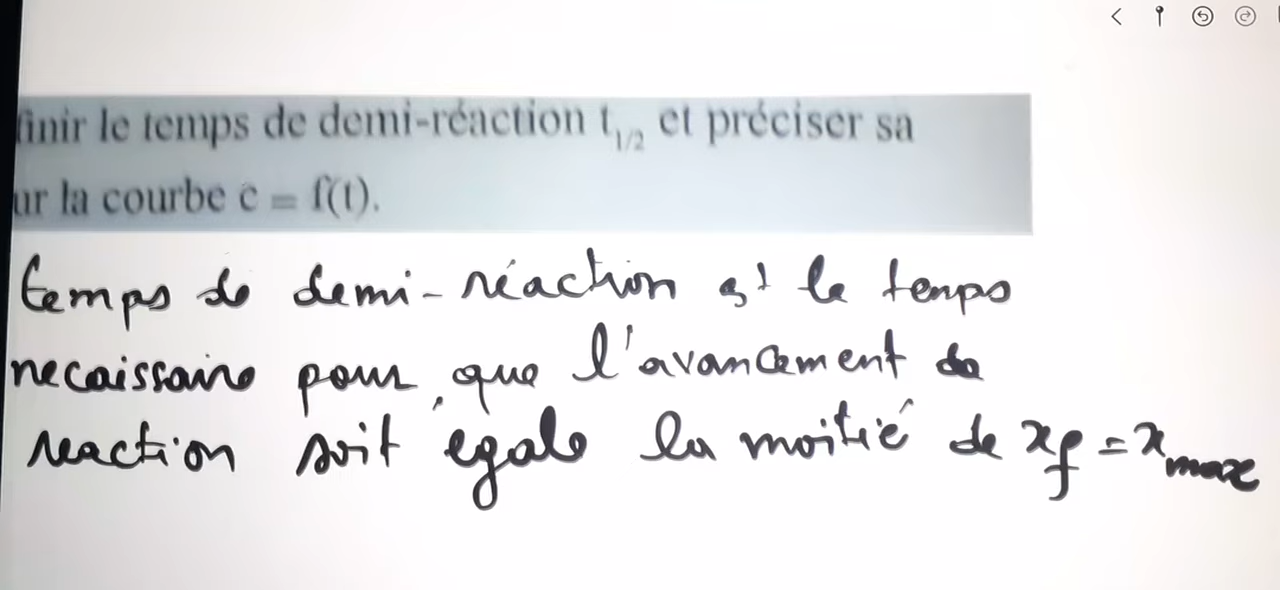 finir le temps de demi-réaction t1/2 et préciser sa
ur la courbe c = f(t).
temps de demi-réaction est le temps
necaissaire pour que l'avancement de
reaction soit égale la moitié de xf = xmax